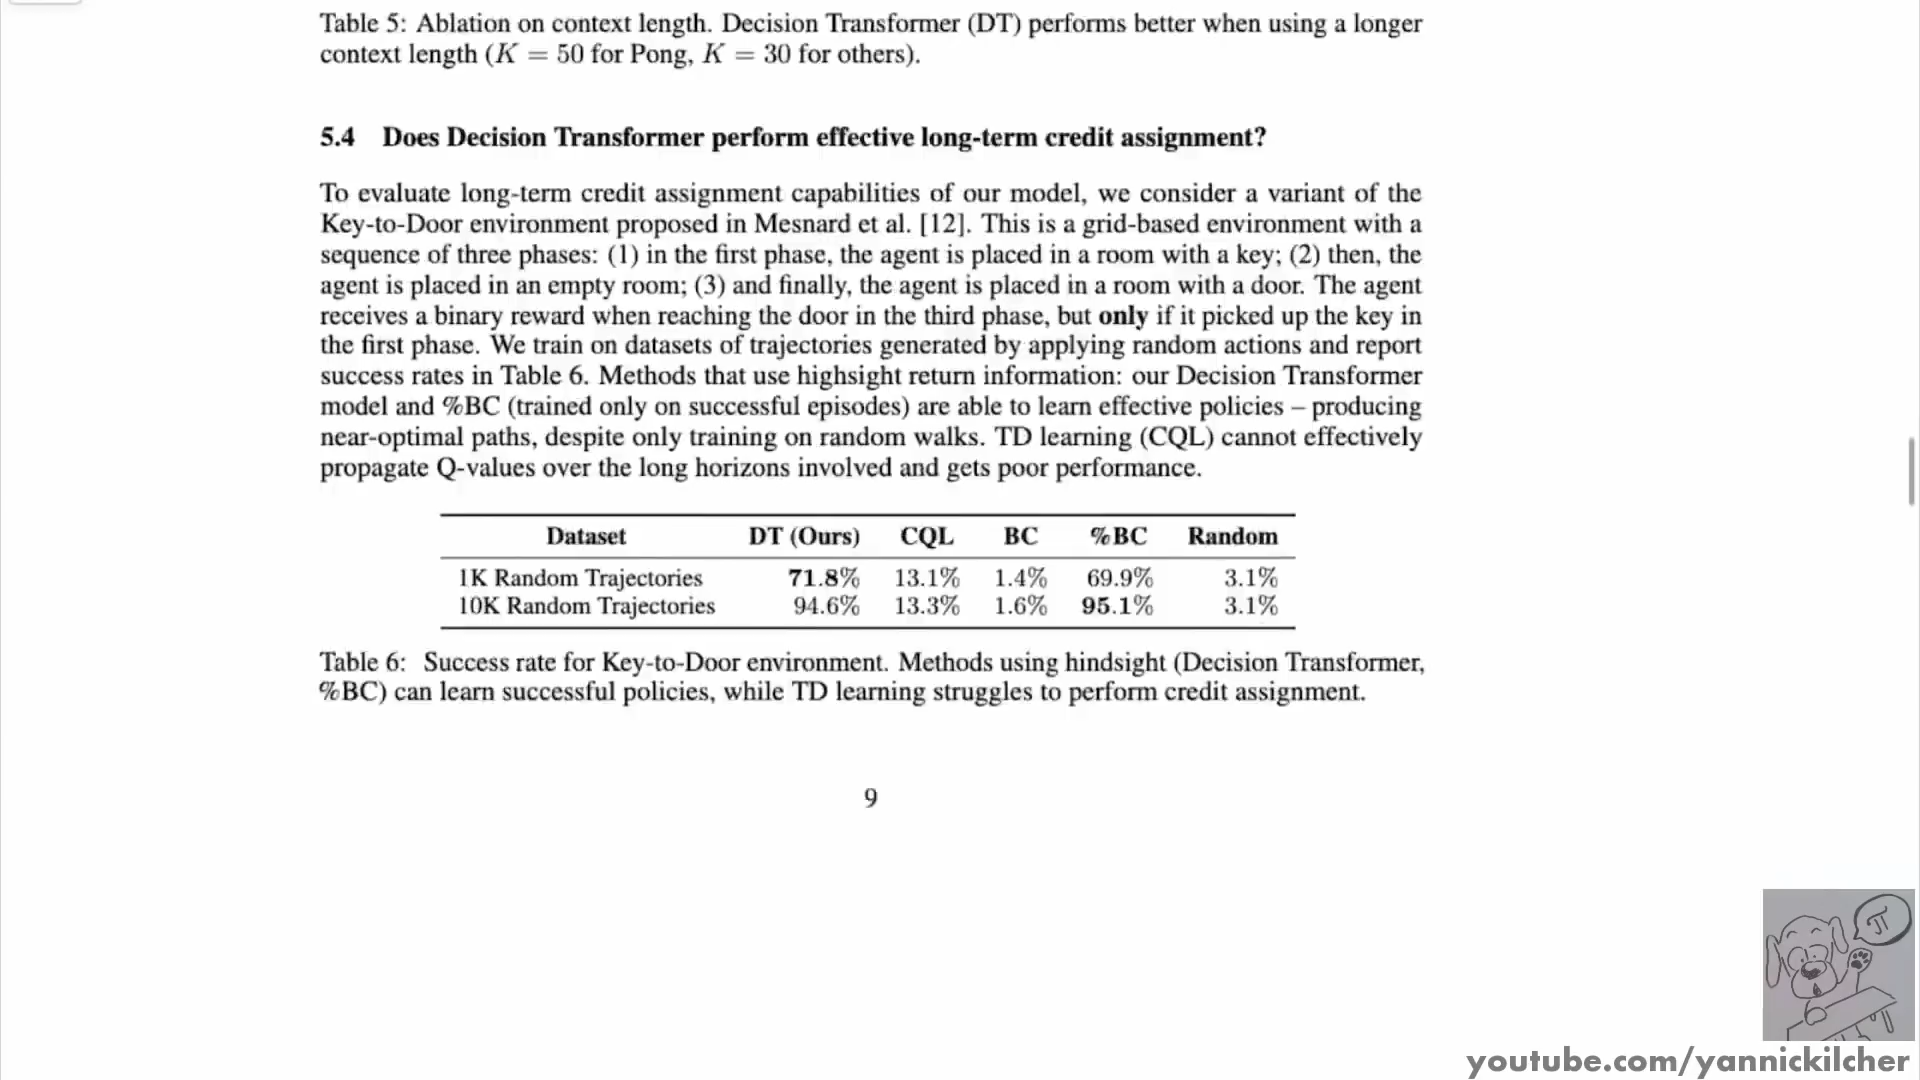 Table 5: Ablation on context length. Decision Transformer (DT) performs better when using a longer
context length (K = 50 for Pong, K = 30 for others).
5.4 Does Decision Transformer perform effective long-term credit assignment?
To evaluate long-term credit assignment capabilities of our model, we consider a variant of the
Key-to-Door environment proposed in Mesnard et al. [12]. This is a grid-based environment with a
sequence of three phases: (1) in the first phase, the agent is placed in a room with a key; (2) then, the
agent is placed in an empty room; (3) and finally, the agent is placed in a room with a door. The agent
receives a binary reward when reaching the door in the third phase, but only if it picked up the key in
the first phase. We train on datasets of trajectories generated by applying random actions and report
success rates in Table 6. Methods that use highsight return information: our Decision Transformer
model and %BC (trained only on successful episodes) are able to learn effective policies – producing
near-optimal paths, despite only training on random walks. TD learning (CQL) cannot effectively
propagate Q-values over the long horizons involved and gets poor performance.
Dataset DT (Ours) CQL BC %BC Random
1K Random Trajectories 71.8% 13.1% 1.4% 69.9% 3.1%
10K Random Trajectories 94.6% 13.3% 1.6% 95.1% 3.1%
Table 6: Success rate for Key-to-Door environment. Methods using hindsight (Decision Transformer,
%BC) can learn successful policies, while TD learning struggles to perform credit assignment.
9
π
youtube.com/yannickilcher